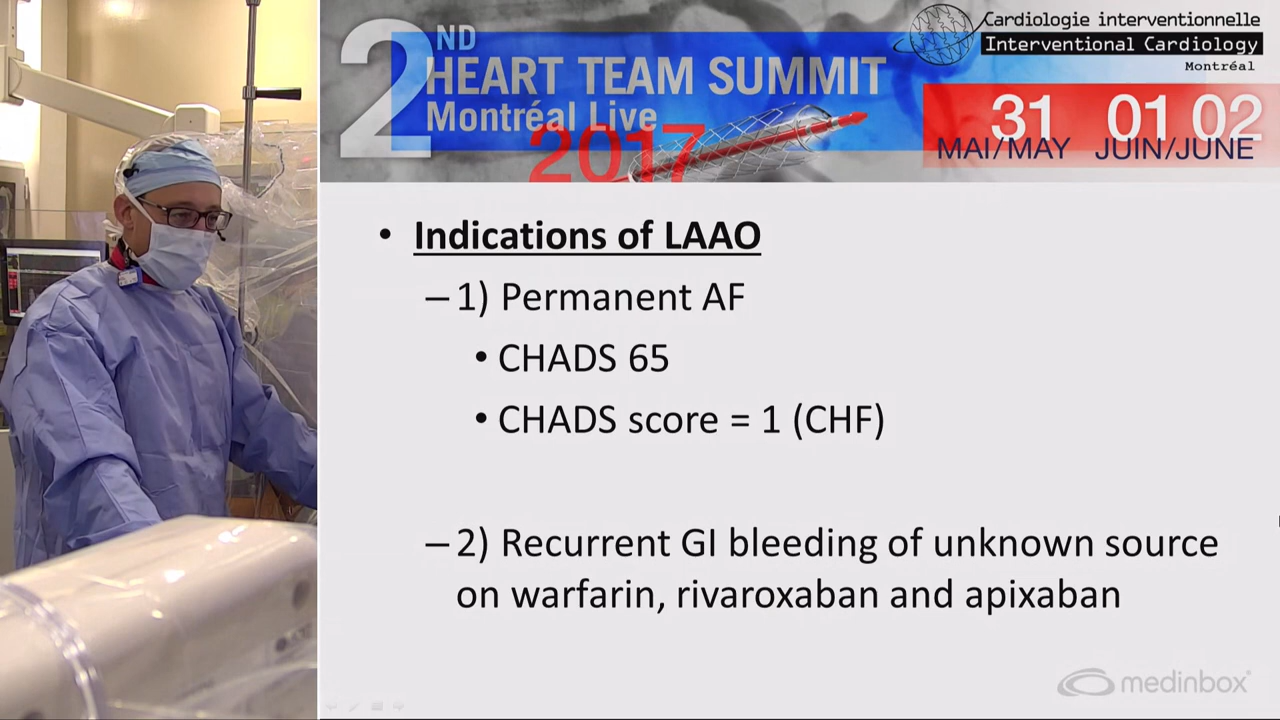 2ND
HEART TEAM SUMMIT
Montréal Live
2017
Cardiologie interventionnelle
Interventional Cardiology
Montréal
31 01 02
MAI/MAY JUIN/JUNE
• Indications of LAAO
– 1) Permanent AF
• CHADS 65
• CHADS score = 1 (CHF)
– 2) Recurrent GI bleeding of unknown source
on warfarin, rivaroxaban and apixaban
medinbox